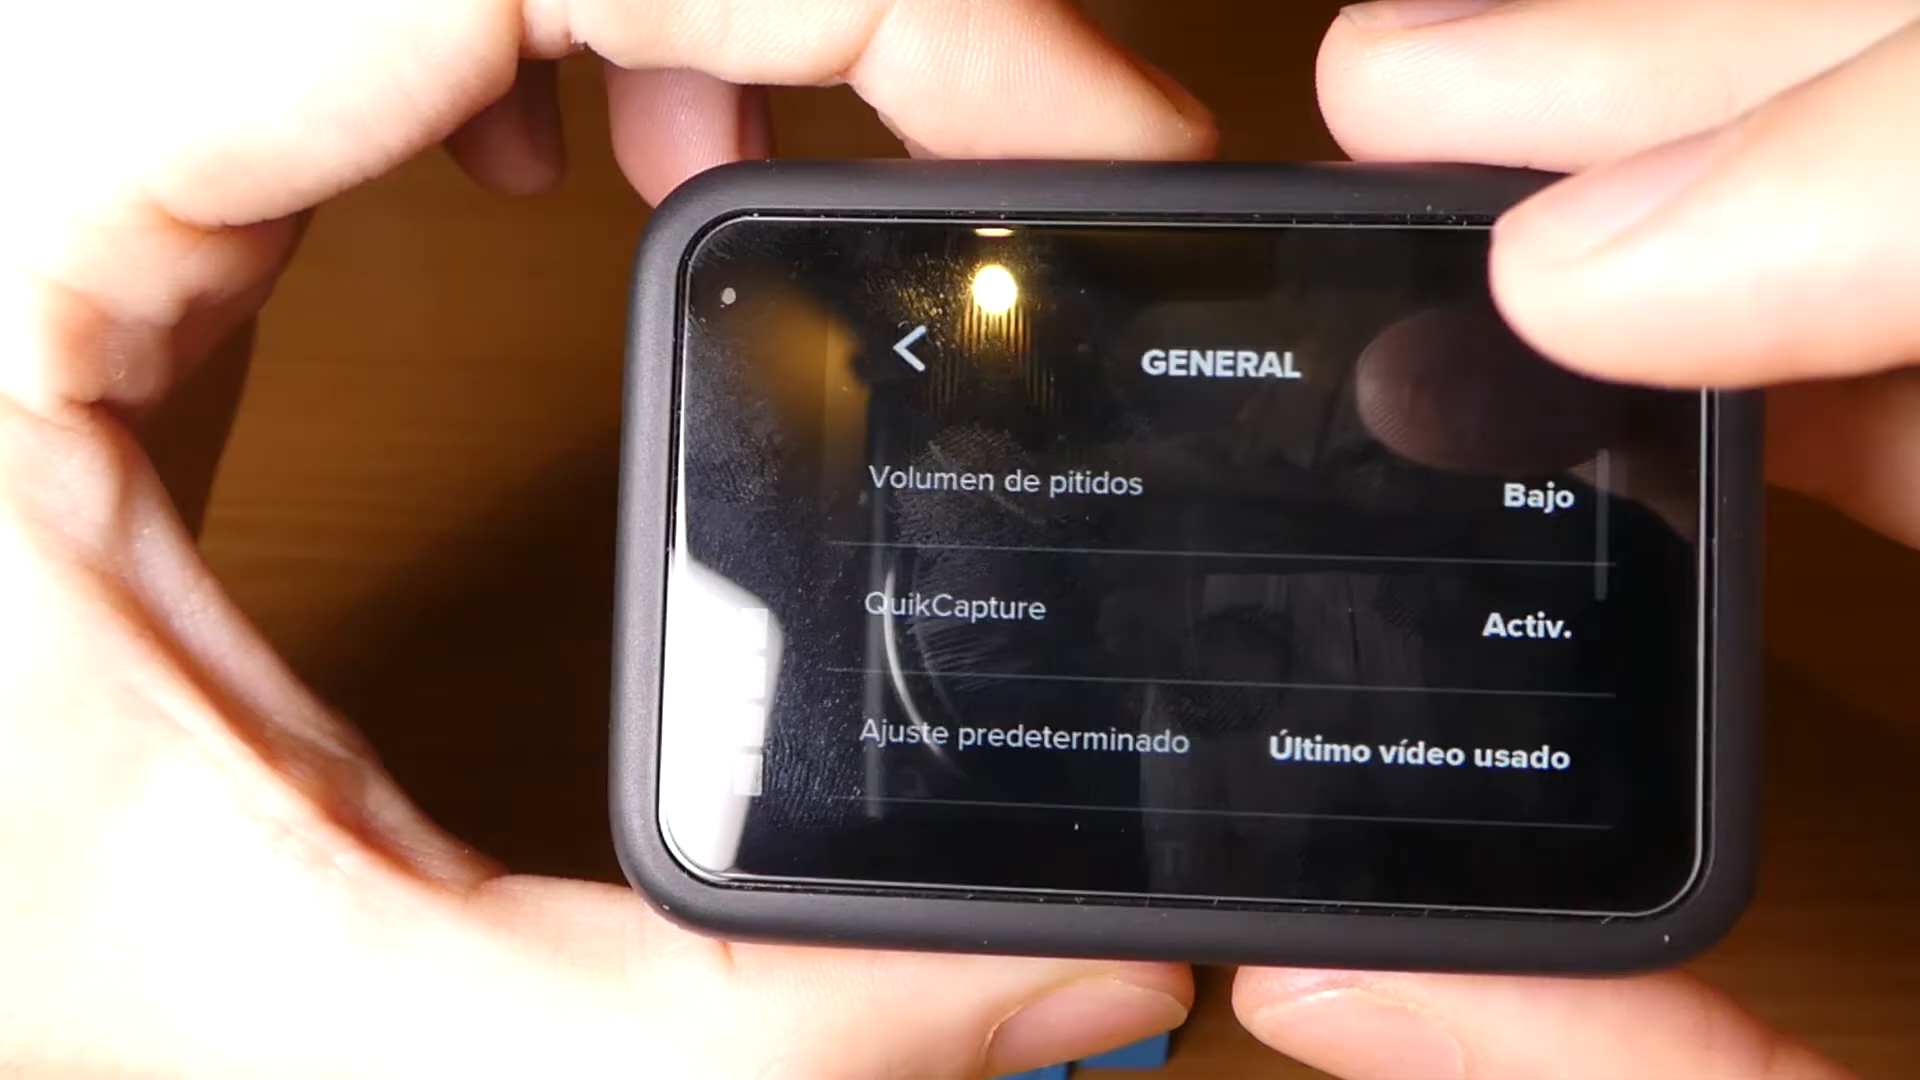 GENERAL
Volumen de pitidos Bajo
QuikCapture Activ.
Ajuste predeterminado Último vídeo usado